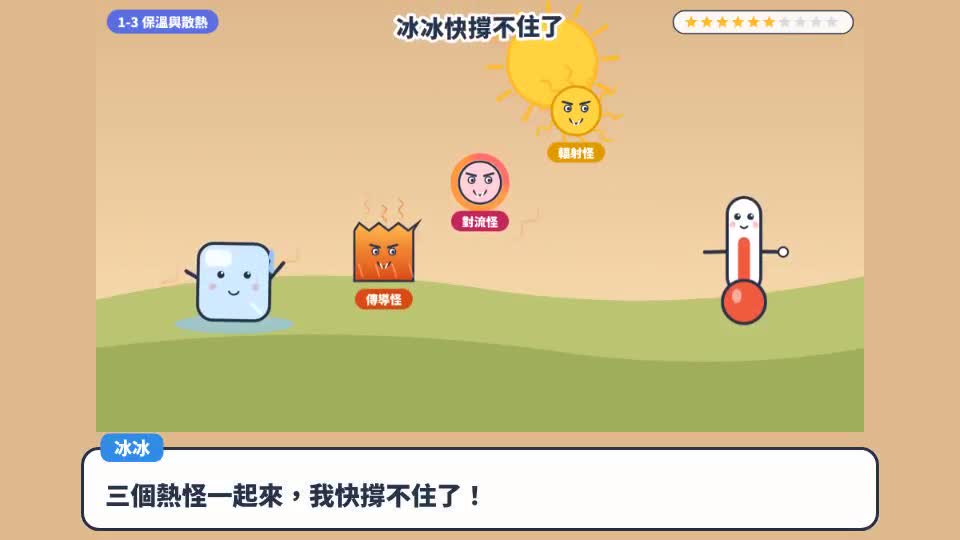 1-3 保溫與散熱
冰冰快撐不住了
輻射怪
對流怪
傳導怪
冰冰
三個熱怪一起來，我快撐不住了！